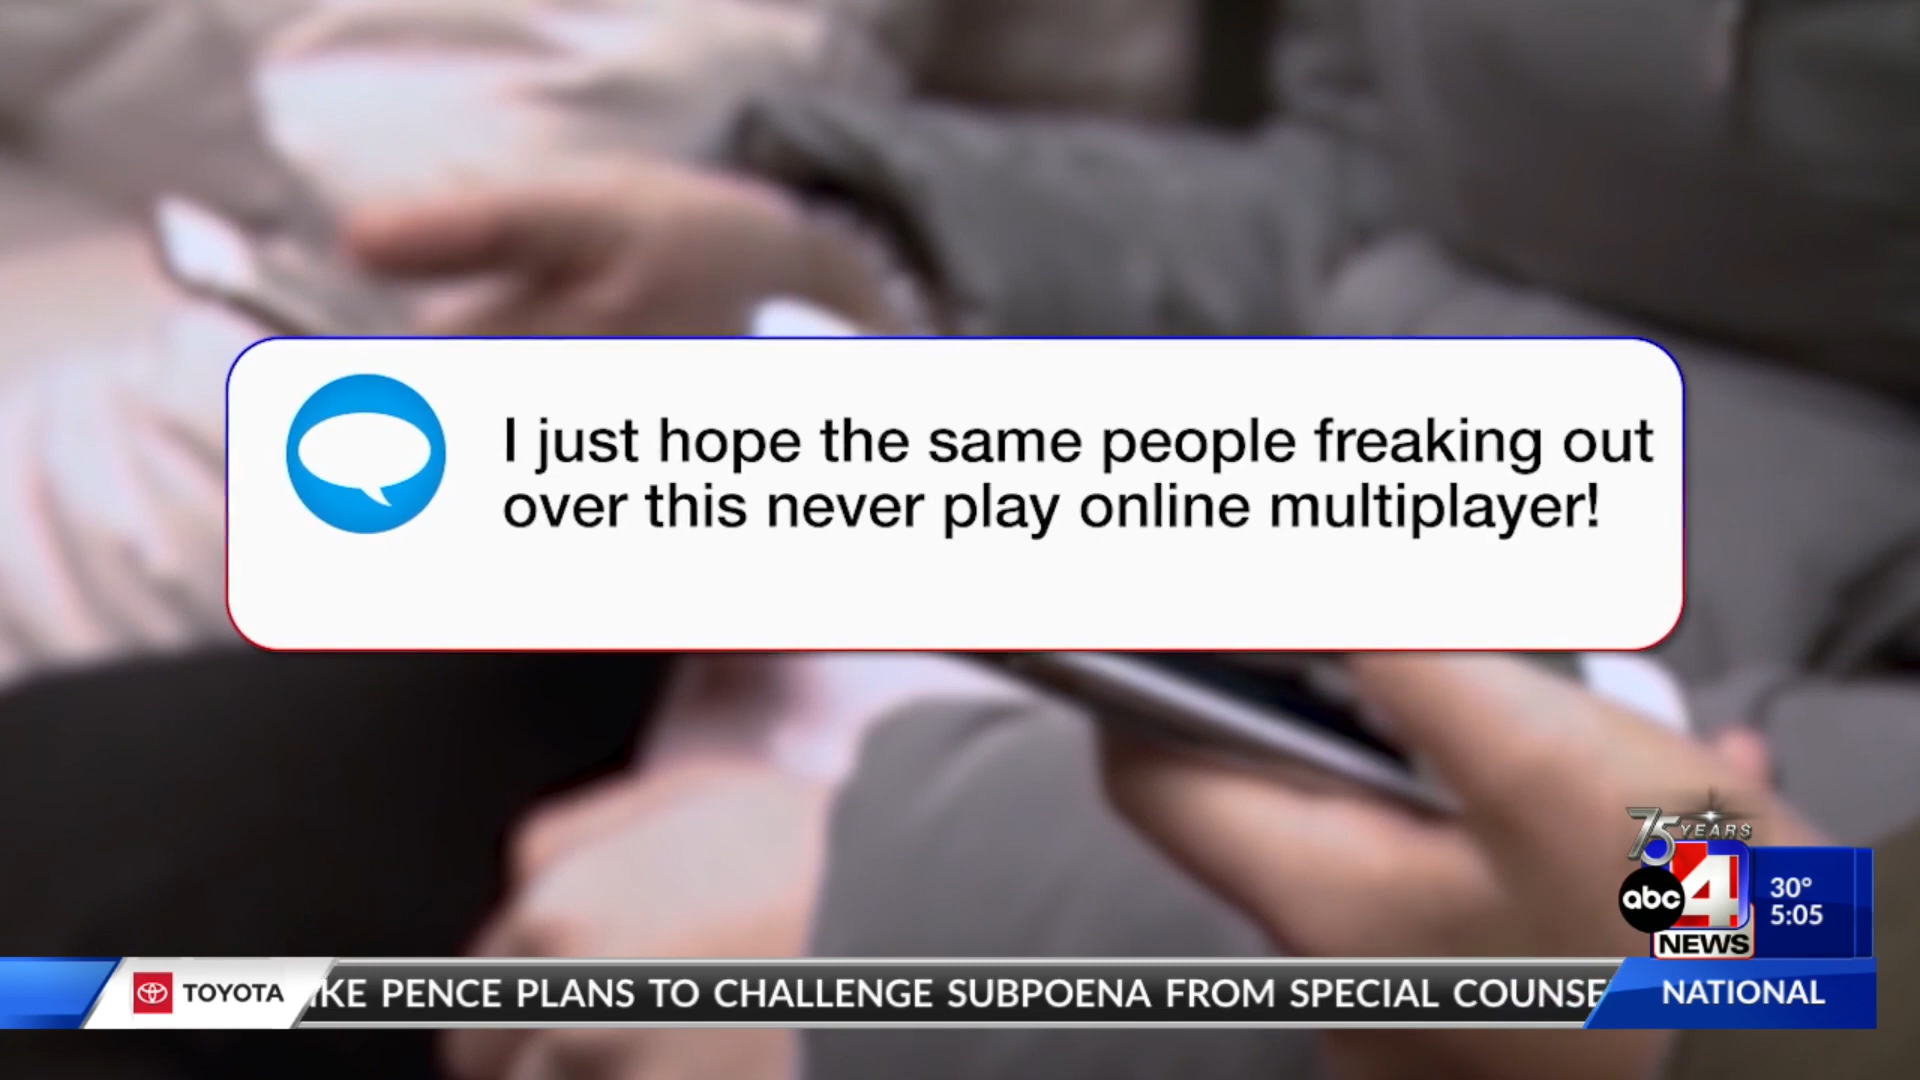 I just hope the same people freaking out
over this never play online multiplayer!
75 YEARS
abc 4
NEWS
30°
5:05
TOYOTA
IKE PENCE PLANS TO CHALLENGE SUBPOENA FROM SPECIAL COUNSE
NATIONAL